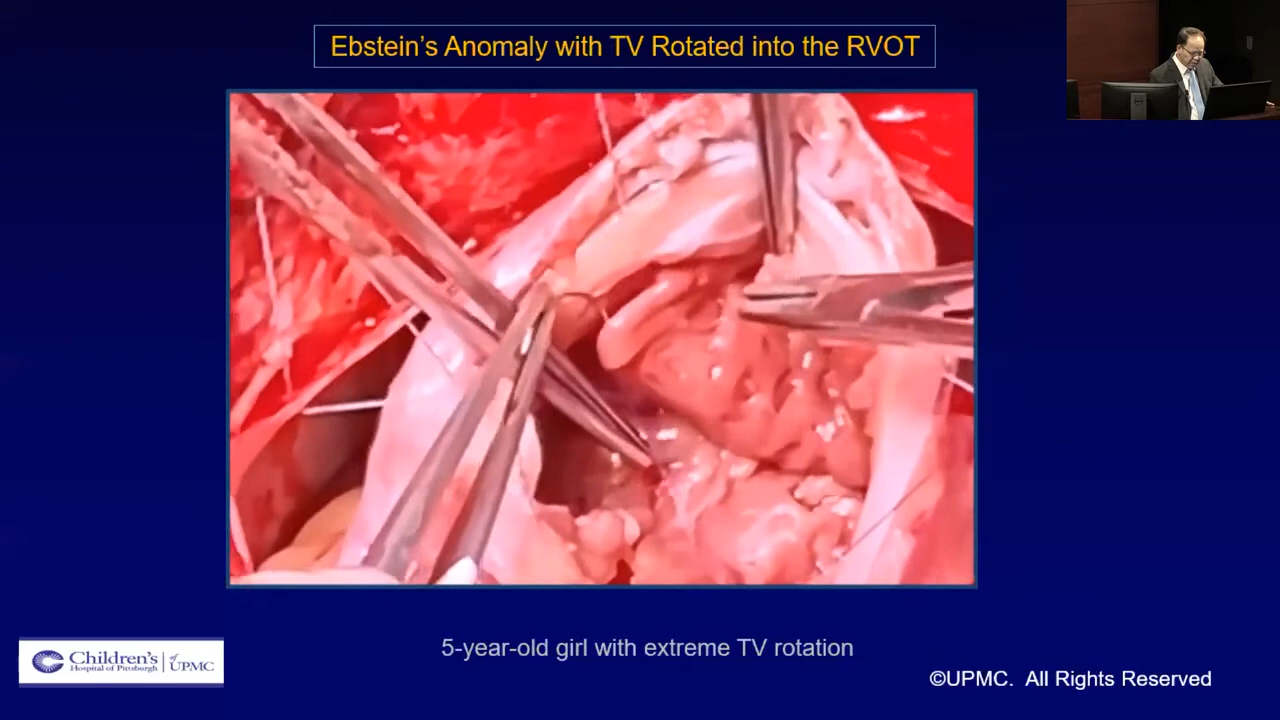 Ebstein’s Anomaly with TV Rotated into the RVOT
5-year-old girl with extreme TV rotation
Children's of UPMC
Hospital of Pittsburgh
©UPMC. All Rights Reserved